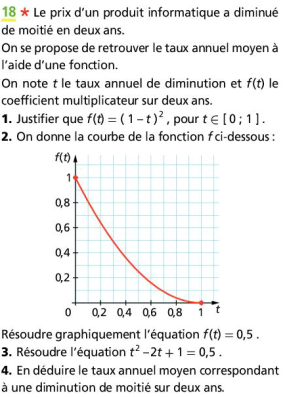 18 * Le prix d'un produit informatique a diminué
de moitié en deux ans.
On se propose de retrouver le taux annuel moyen à
l'aide d'une fonction.
On note t le taux annuel de diminution et f(t) le
coefficient multiplicateur sur deux ans.
1. Justifier que f(t) = (1–t)², pour t ∈ [0 ; 1].
2. On donne la courbe de la fonction f ci-dessous :
f(t)
1
0,8
0,6
0,4
0,2
0 0,2 0,4 0,6 0,8 1 t
Résoudre graphiquement l'équation f(t) = 0,5 .
3. Résoudre l'équation t² –2t + 1 = 0,5 .
4. En déduire le taux annuel moyen correspondant
à une diminution de moitié sur deux ans.